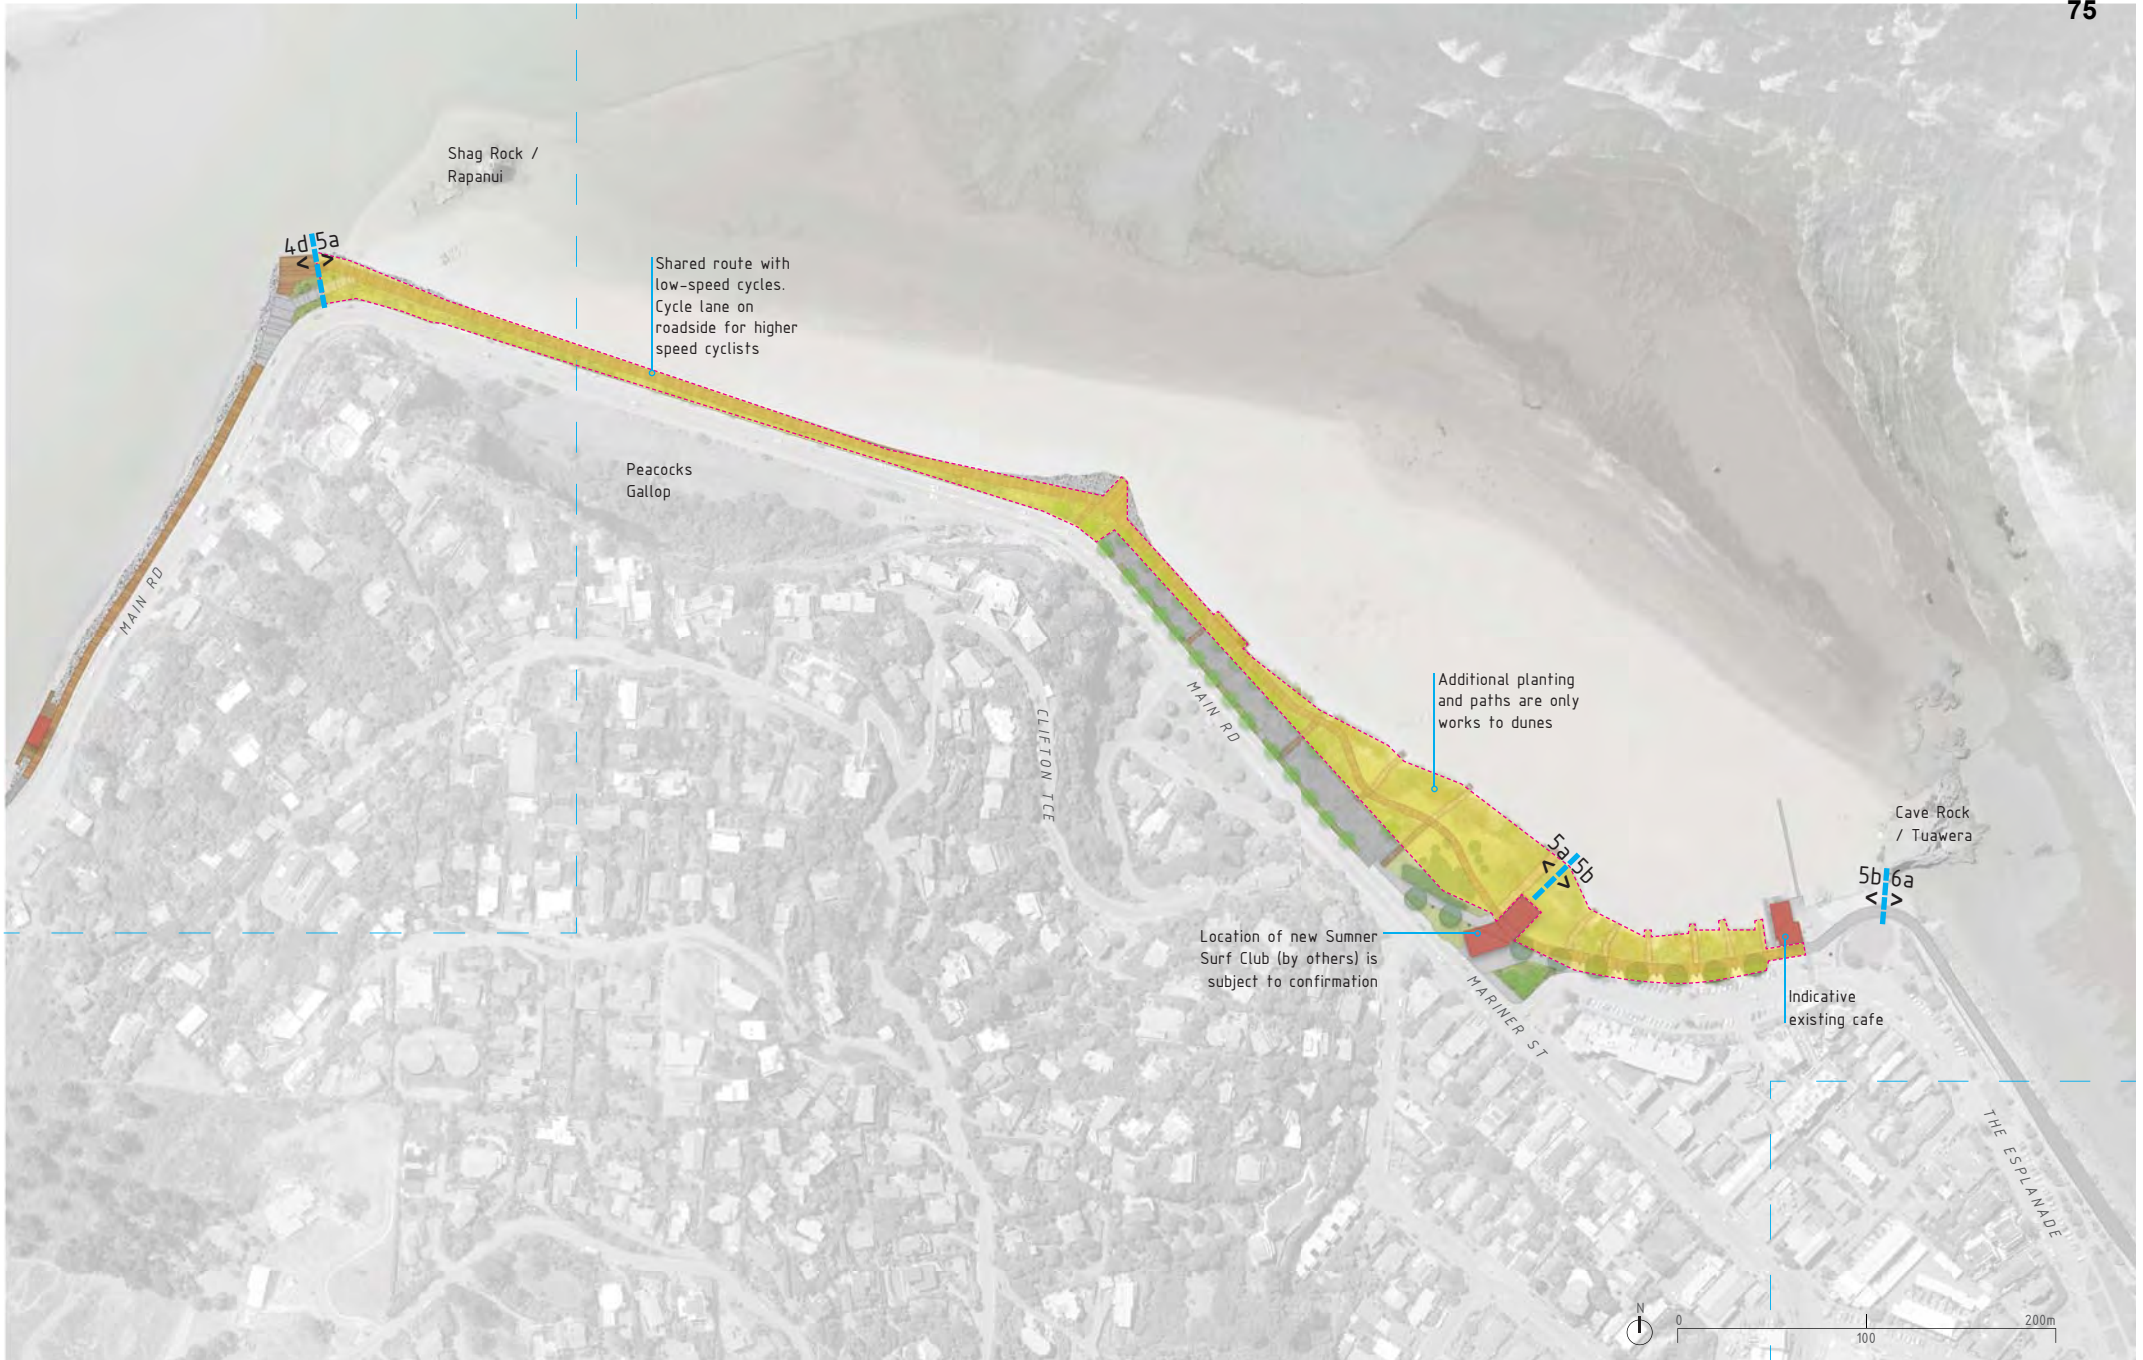 75
Shag Rock /
Rapanui
4d 5a
< >
Shared route with
low-speed cycles.
Cycle lane on
roadside for higher
speed cyclists
Peacocks
Gallop
MAIN RD
MAIN RD
CLIFTON TCE
Additional planting
and paths are only
works to dunes
5a 5b
< >
Cave Rock
/ Tuawera
5b 6a
< >
Location of new Sumner
Surf Club (by others) is
subject to confirmation
MARINER ST
Indicative
existing cafe
THE ESPLANADE
N
0 200m
100